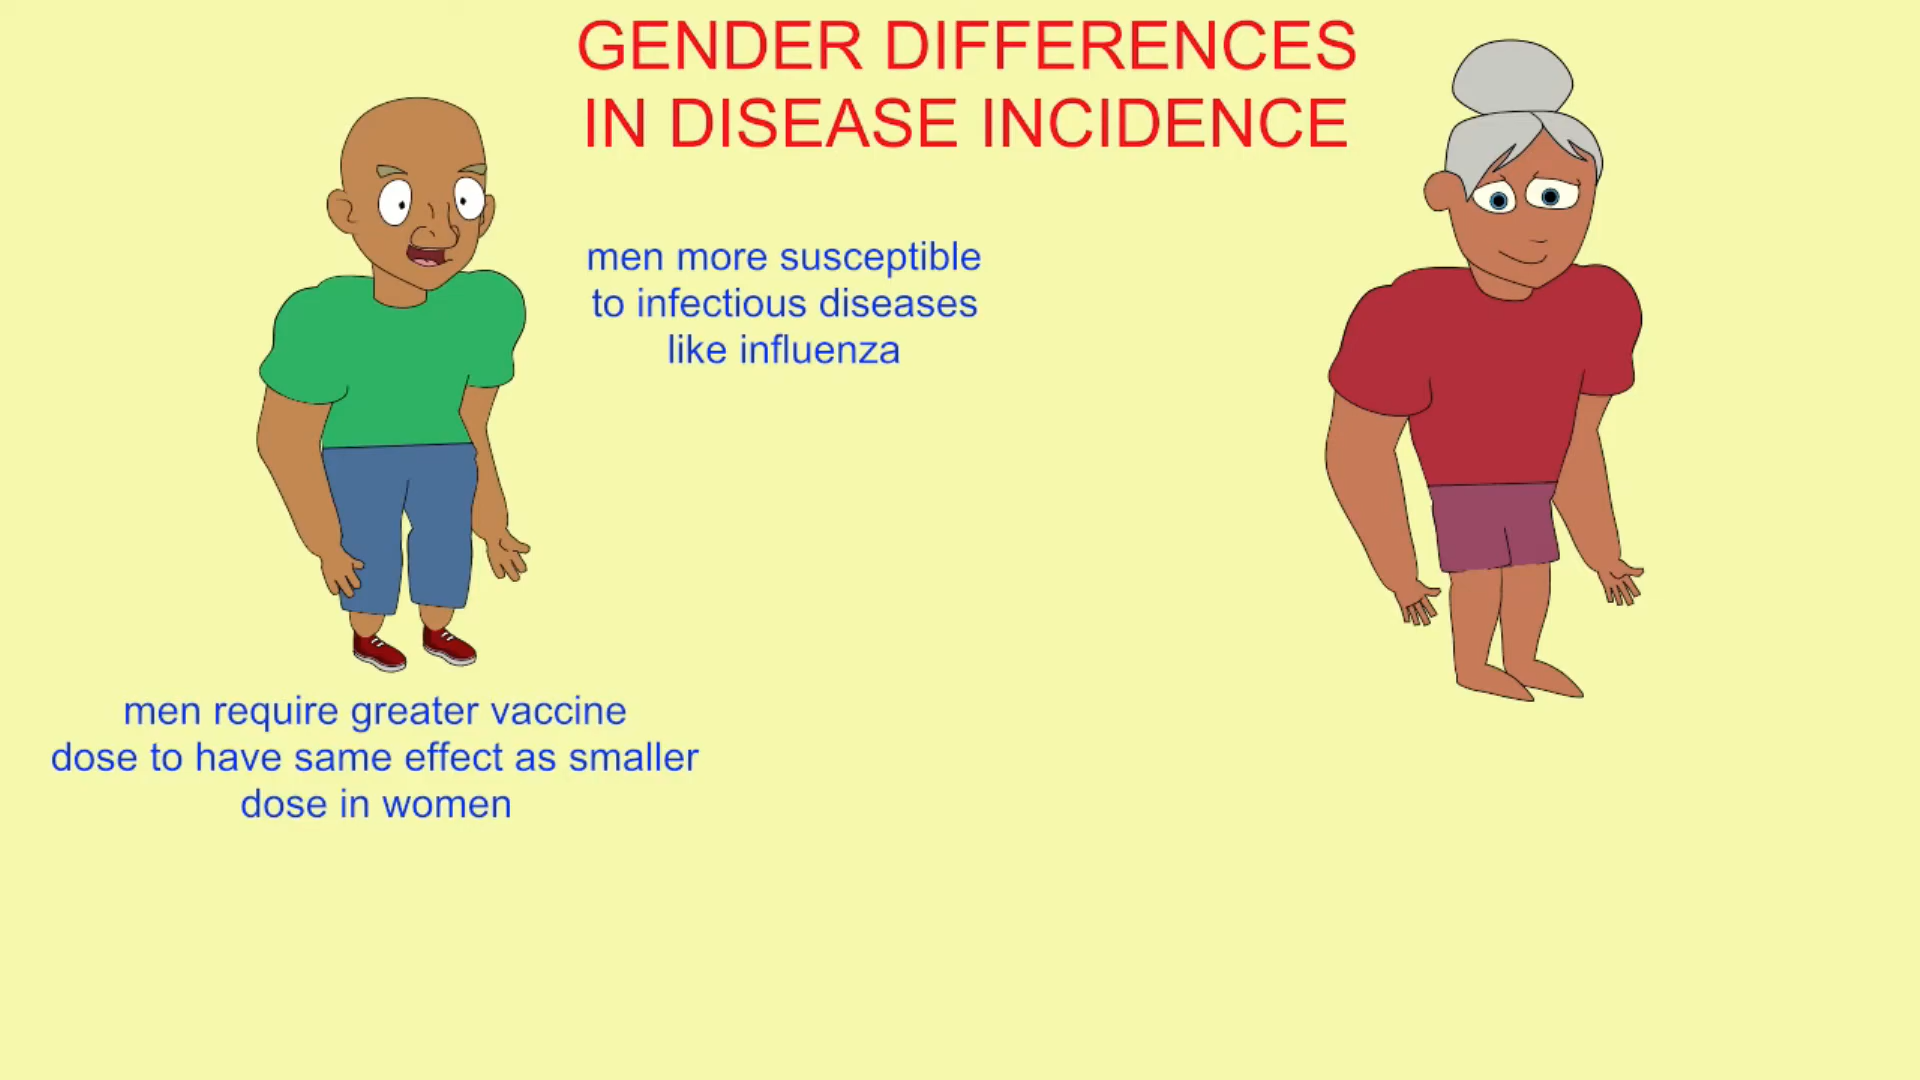 GENDER DIFFERENCES
IN DISEASE INCIDENCE
men more susceptible
to infectious diseases
like influenza
men require greater vaccine
dose to have same effect as smaller
dose in women